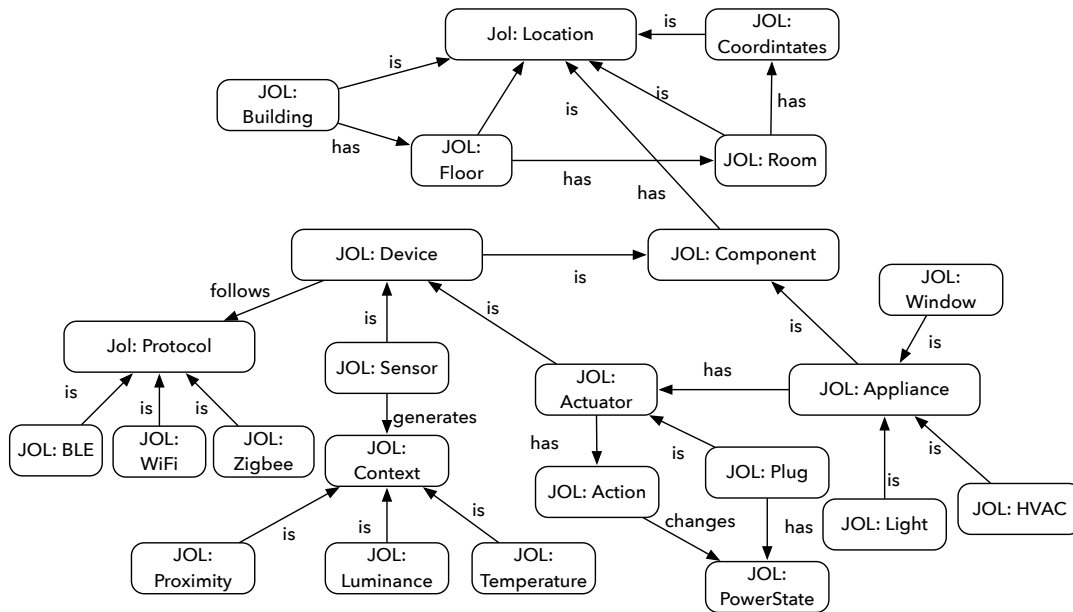 Jol: Location
is
JOL:
Coordintates
is
JOL:
Building
is
is
has
has
JOL:
Floor
JOL: Room
has
has
JOL: Device
JOL: Component
is
JOL:
Window
follows
is
is
is
is
Jol: Protocol
JOL: Sensor
has
JOL:
Actuator
JOL: Appliance
is
is
is
generates
JOL: BLE
JOL:
WiFi
JOL:
Zigbee
JOL:
Context
has
is
is
JOL: Plug
JOL: Action
is
JOL: HVAC
is
is
is
changes
has
JOL: Light
JOL:
Proximity
JOL:
Luminance
JOL:
Temperature
JOL:
PowerState